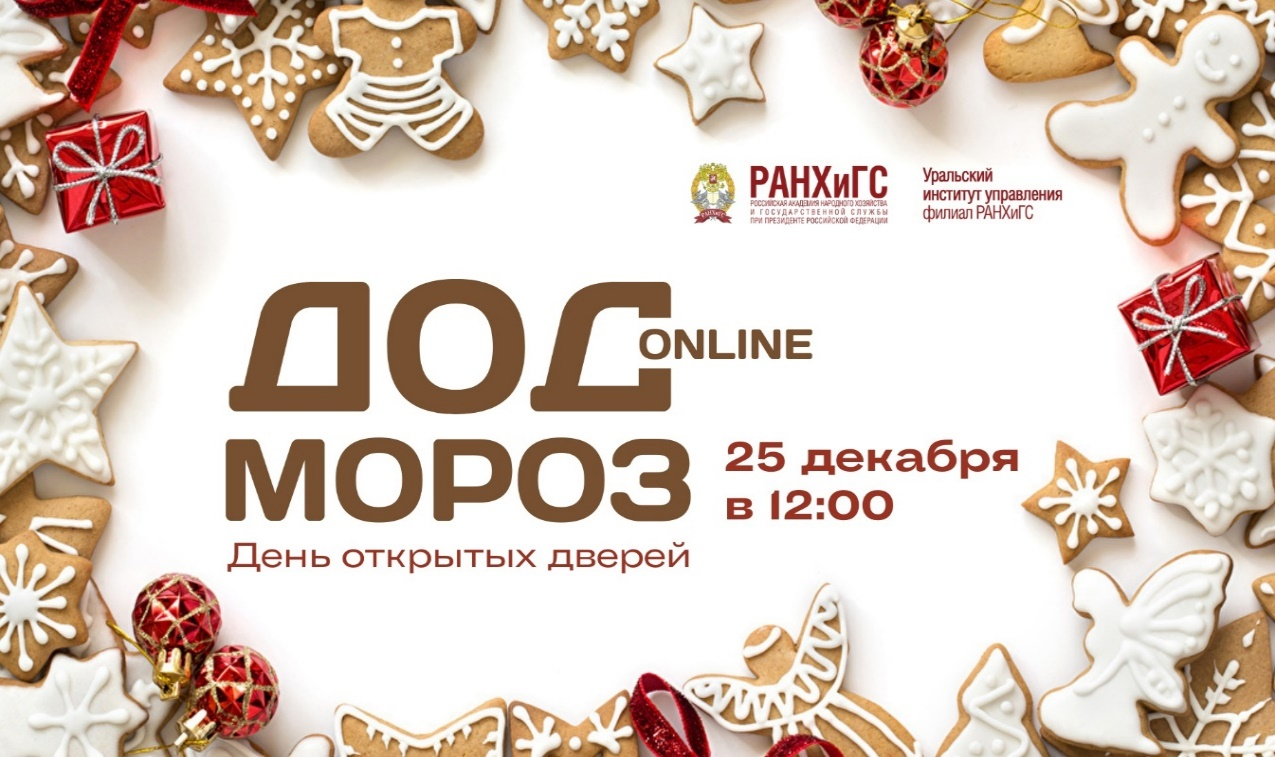 РАНХиГС
РОССИЙСКАЯ АКАДЕМИЯ НАРОДНОГО ХОЗЯЙСТВА
И ГОСУДАРСТВЕННОЙ СЛУЖБЫ
ПРИ ПРЕЗИДЕНТЕ РОССИЙСКОЙ ФЕДЕРАЦИИ
РАНХиГС
Уральский
институт управления
филиал РАНХиГС
ДОД
ONLINE
МОРОЗ
25 декабря
в 12:00
День открытых дверей